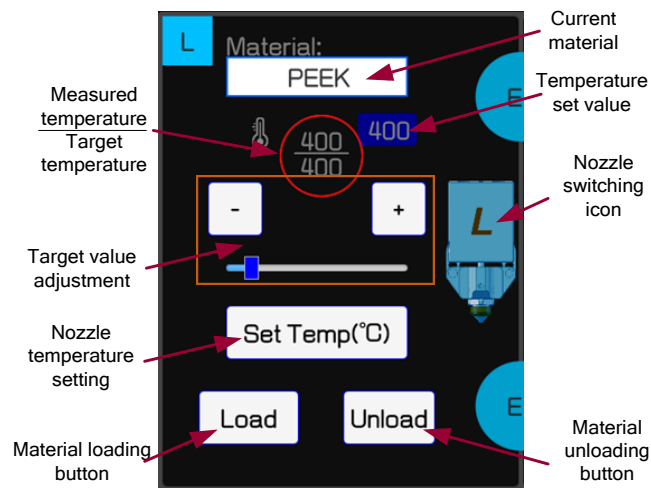 L
Material:
PEEK
Current
material
E
Temperature
set value
Measured
temperature
Target
temperature
400
400
400
Nozzle
switching
icon
-
+
L
Target value
adjustment
Set Temp(℃)
Nozzle
temperature
setting
Load
Unload
E
Material loading
button
Material
unloading
button